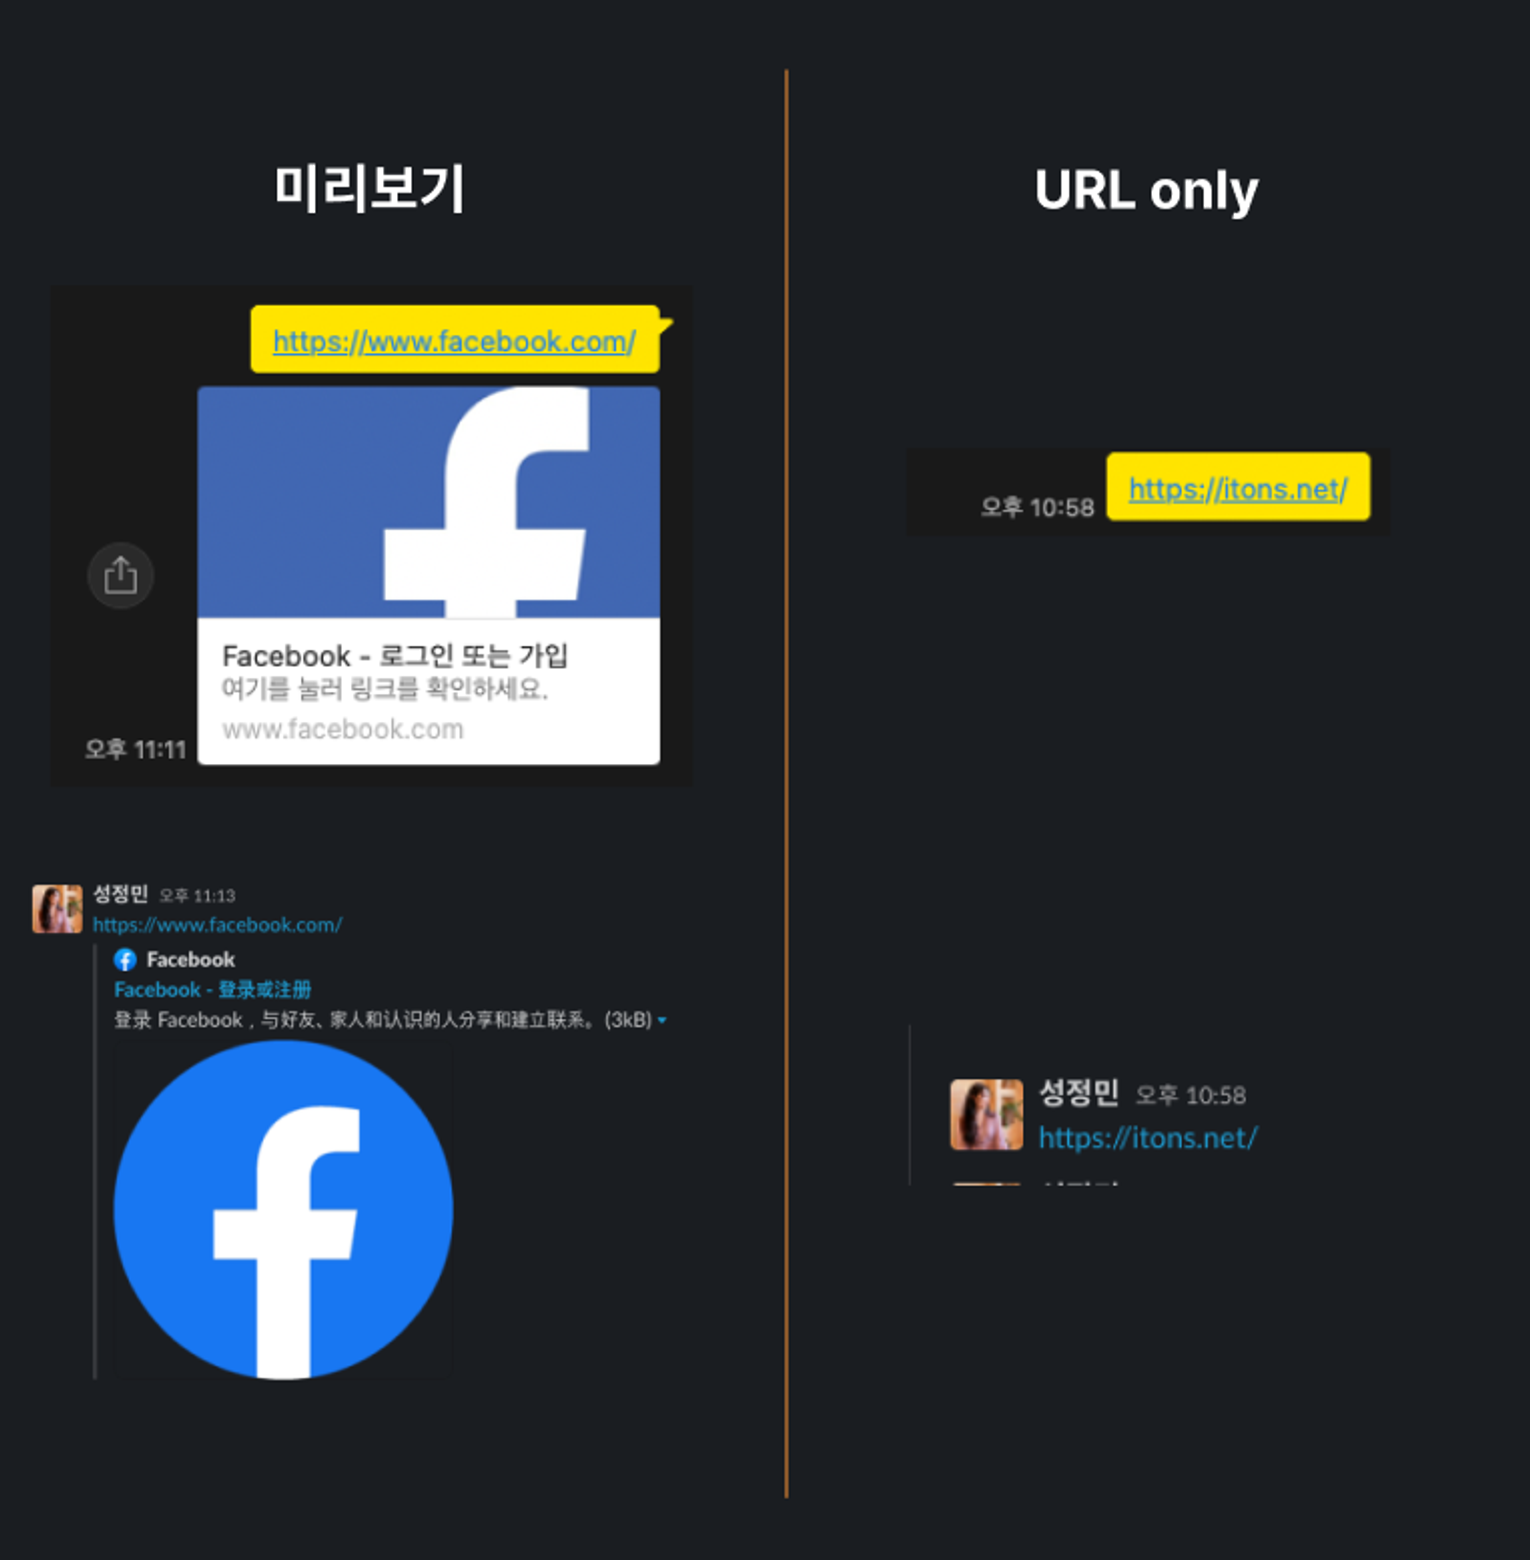 미리보기
https://www.facebook.com/
Facebook - 로그인 또는 가입
여기를 눌러 링크를 확인하세요.
www.facebook.com
오후 11:11
성정민 오후 11:13
https://www.facebook.com/
Facebook
Facebook - 登录或注册
登录 Facebook，与好友、家人和认识的人分享和建立联系。 (3kB)
URL only
오후 10:58
https://itons.net/
성정민 오후 10:58
https://itons.net/